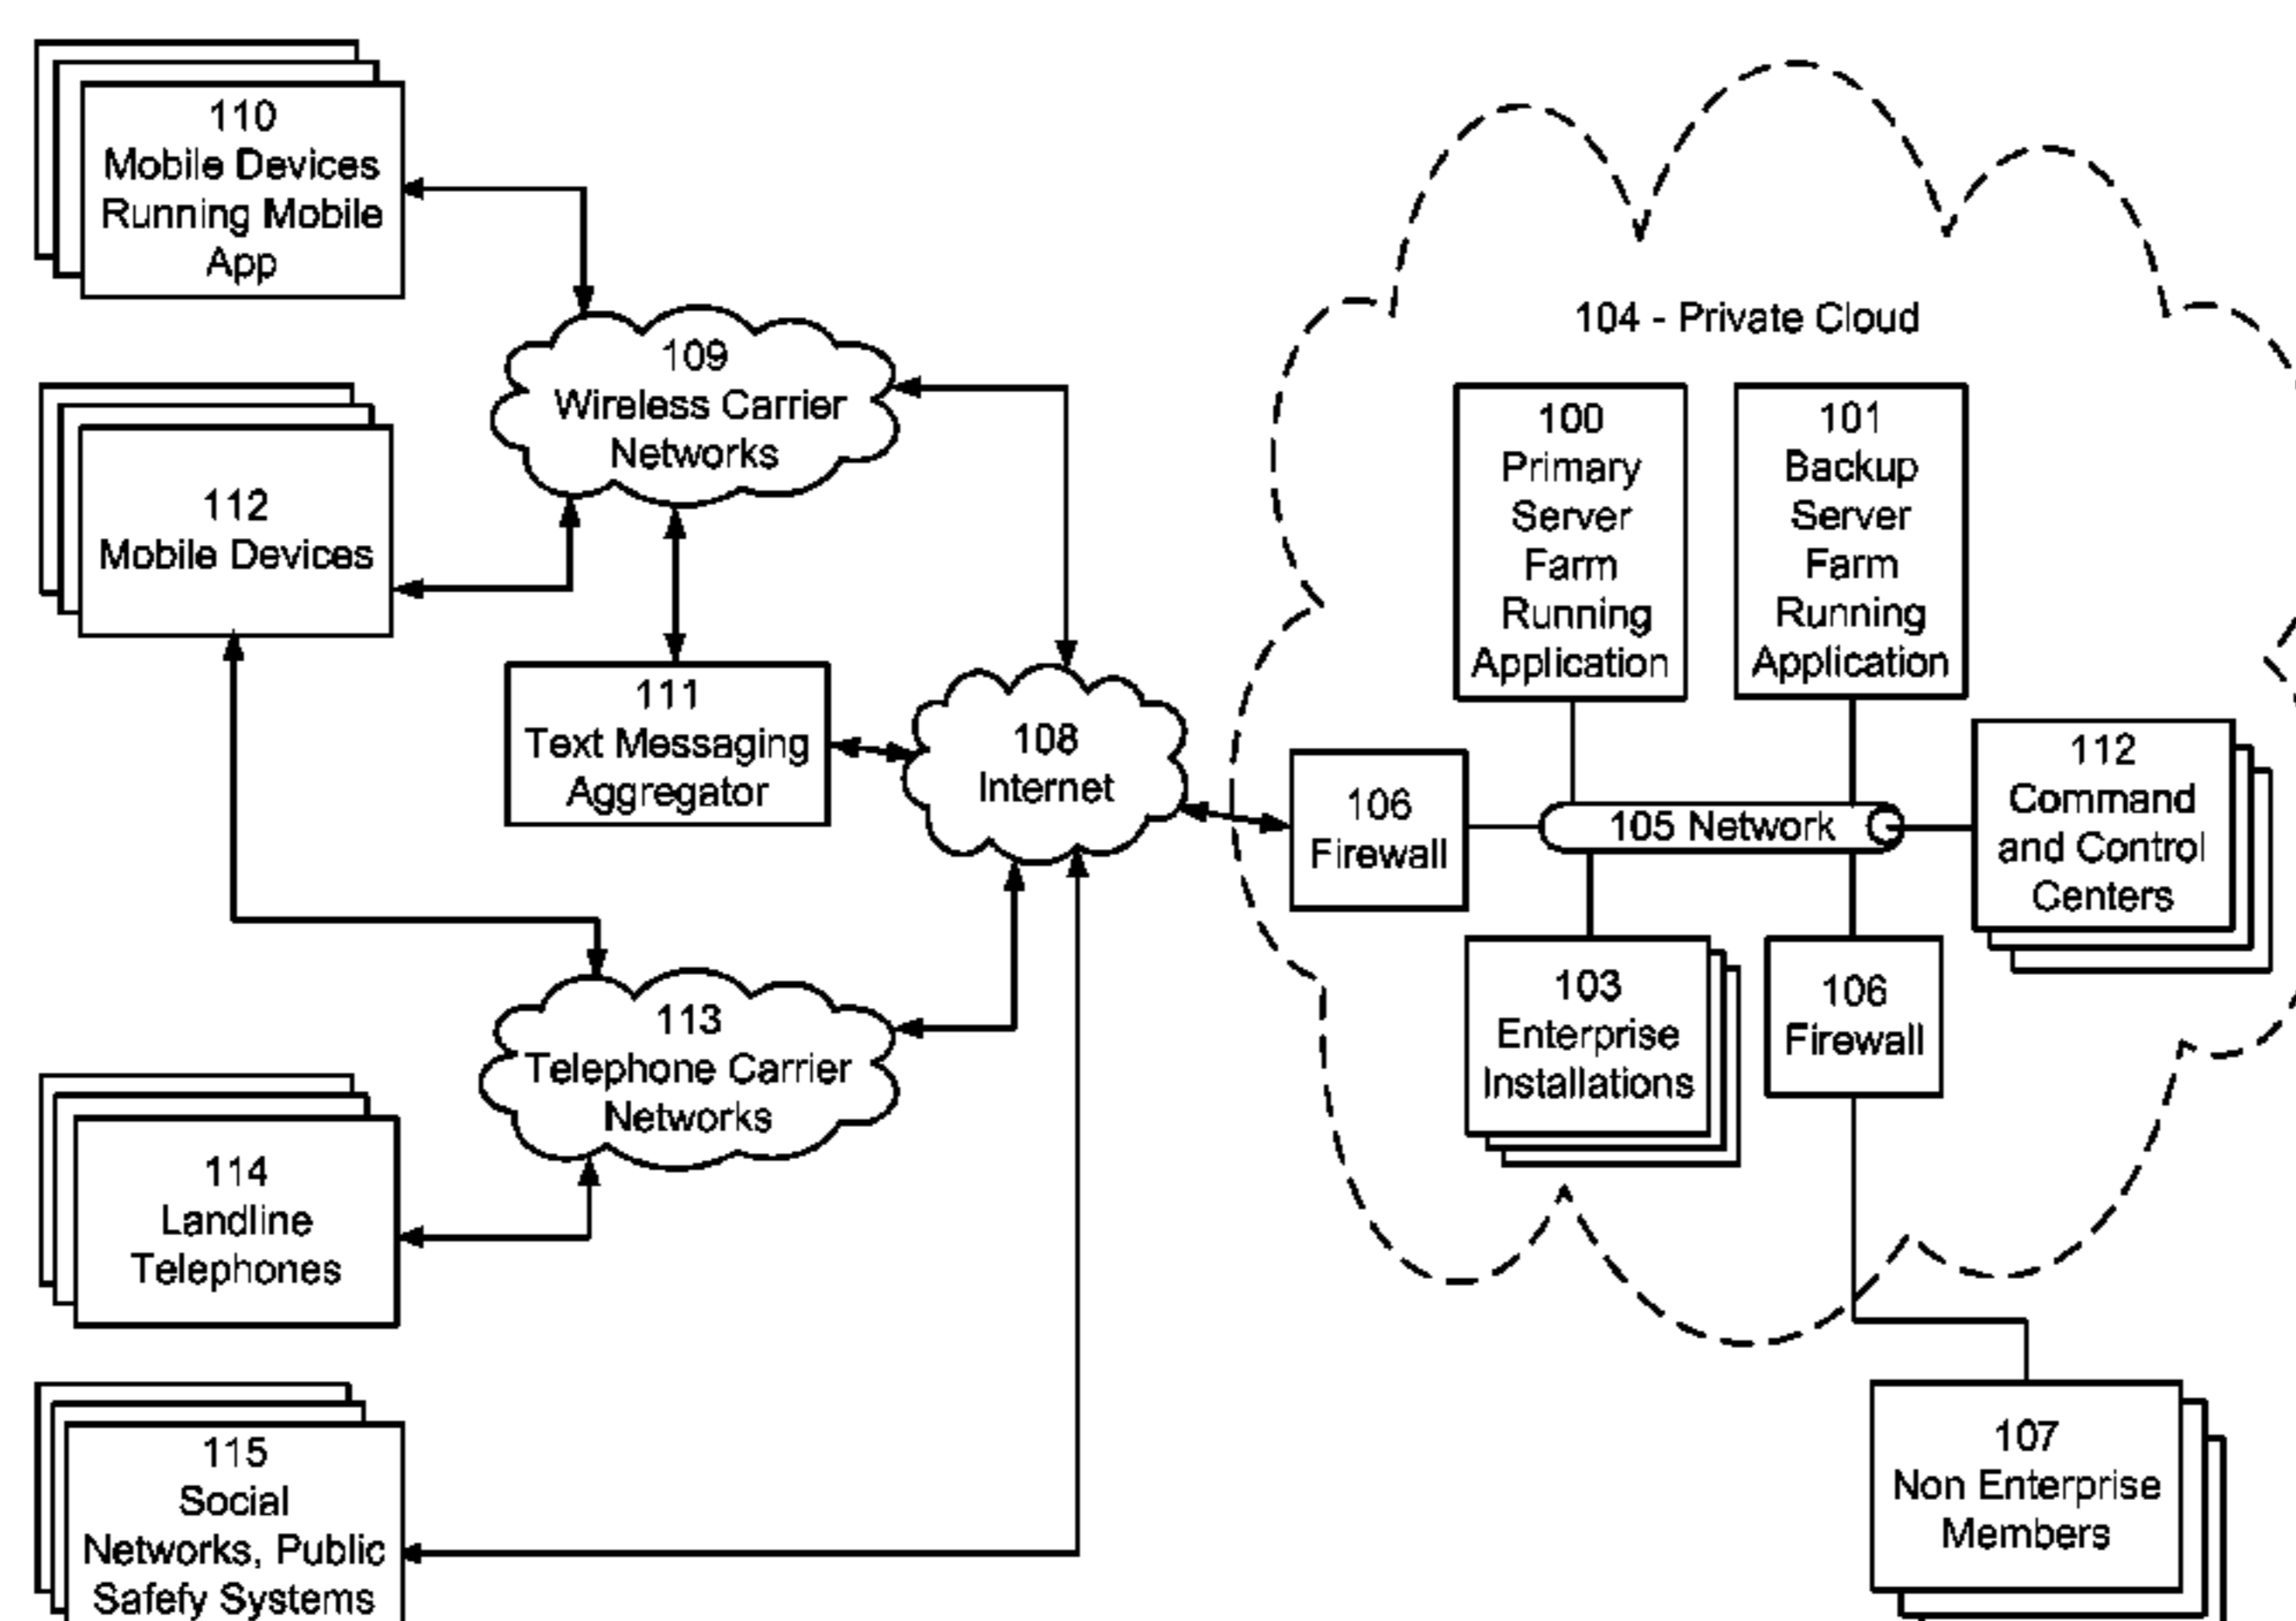 110
Mobile Devices
Running Mobile
App
109
Wireless Carrier
Networks
112
Mobile Devices
111
Text Messaging
Aggregator
108
Internet
113
Telephone Carrier
Networks
114
Landline
Telephones
115
Social
Networks, Public
Safefy Systems
104 - Private Cloud
100
Primary
Server
Farm
Running
Application
101
Backup
Server
Farm
Running
Application
106
Firewall
105 Network
112
Command
and Control
Centers
103
Enterprise
Installations
106
Firewall
107
Non Enterprise
Members